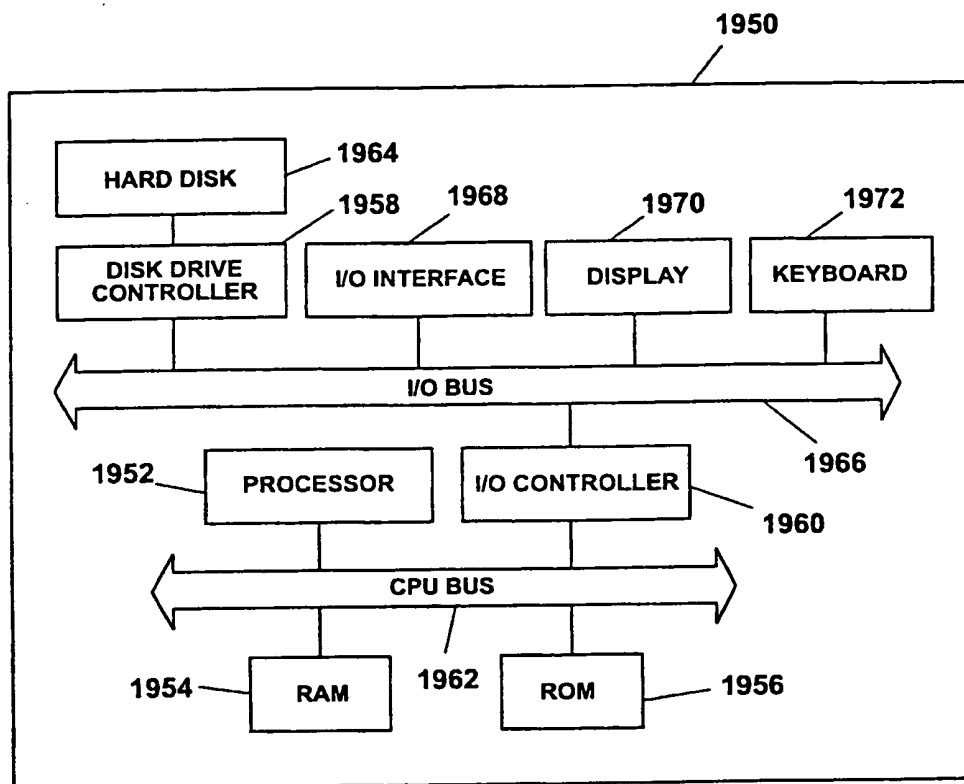 1950
HARD DISK
1964
1958
1968
1970
1972
DISK DRIVE
CONTROLLER
I/O INTERFACE
DISPLAY
KEYBOARD
I/O BUS
1966
1952
PROCESSOR
I/O CONTROLLER
1960
CPU BUS
1954
RAM
1962
ROM
1956